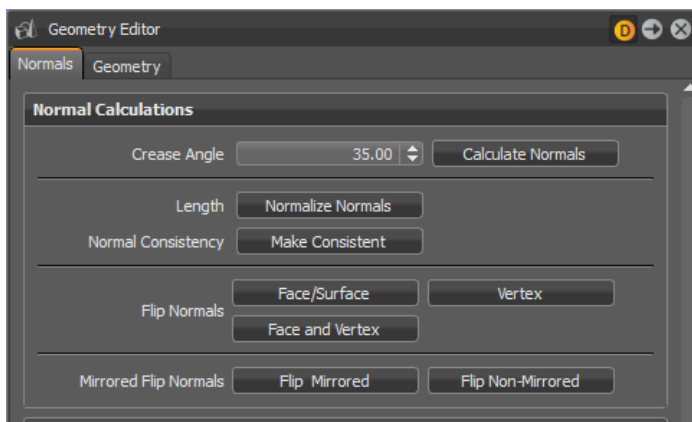 Geometry Editor
D
Normals Geometry
Normal Calculations
Crease Angle 35.00 Calculate Normals
Length Normalize Normals
Normal Consistency Make Consistent
Face/Surface Vertex
Flip Normals
Face and Vertex
Mirrored Flip Normals Flip Mirrored Flip Non-Mirrored